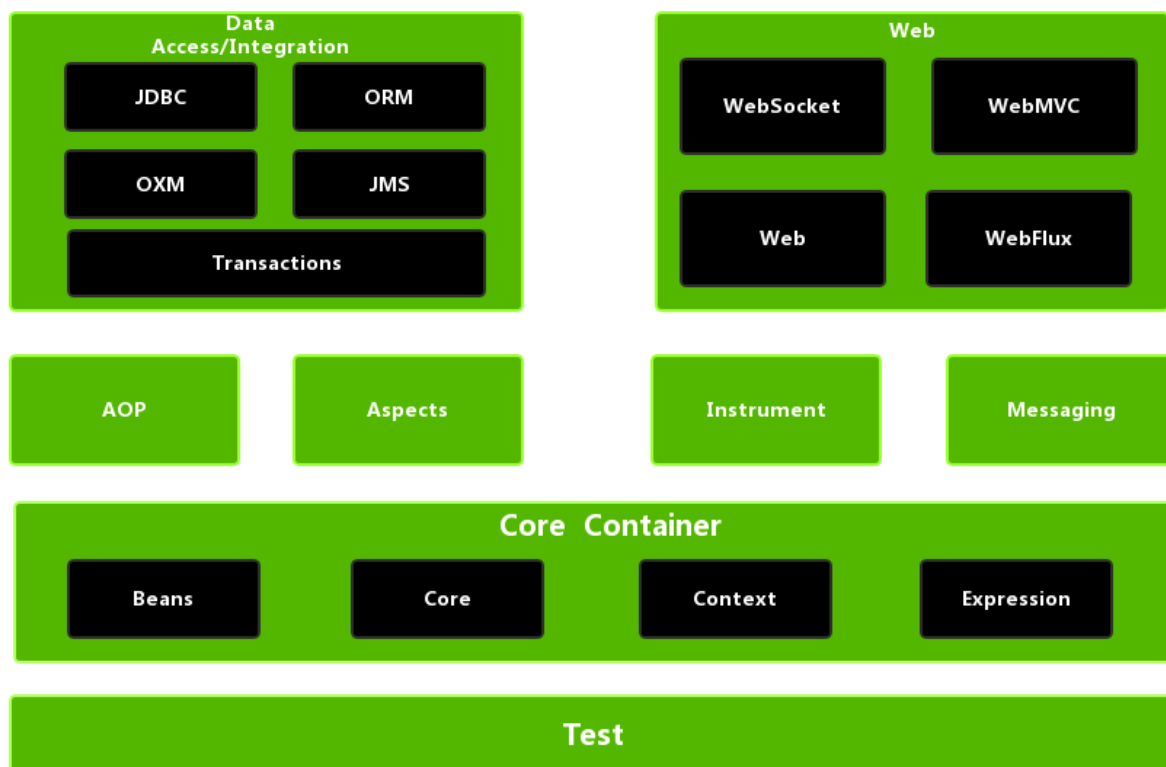 Data
Access/Integration
JDBC
ORM
OXM
JMS
Transactions
Web
WebSocket
WebMVC
Web
WebFlux
AOP
Aspects
Instrument
Messaging
Core Container
Beans
Core
Context
Expression
Test